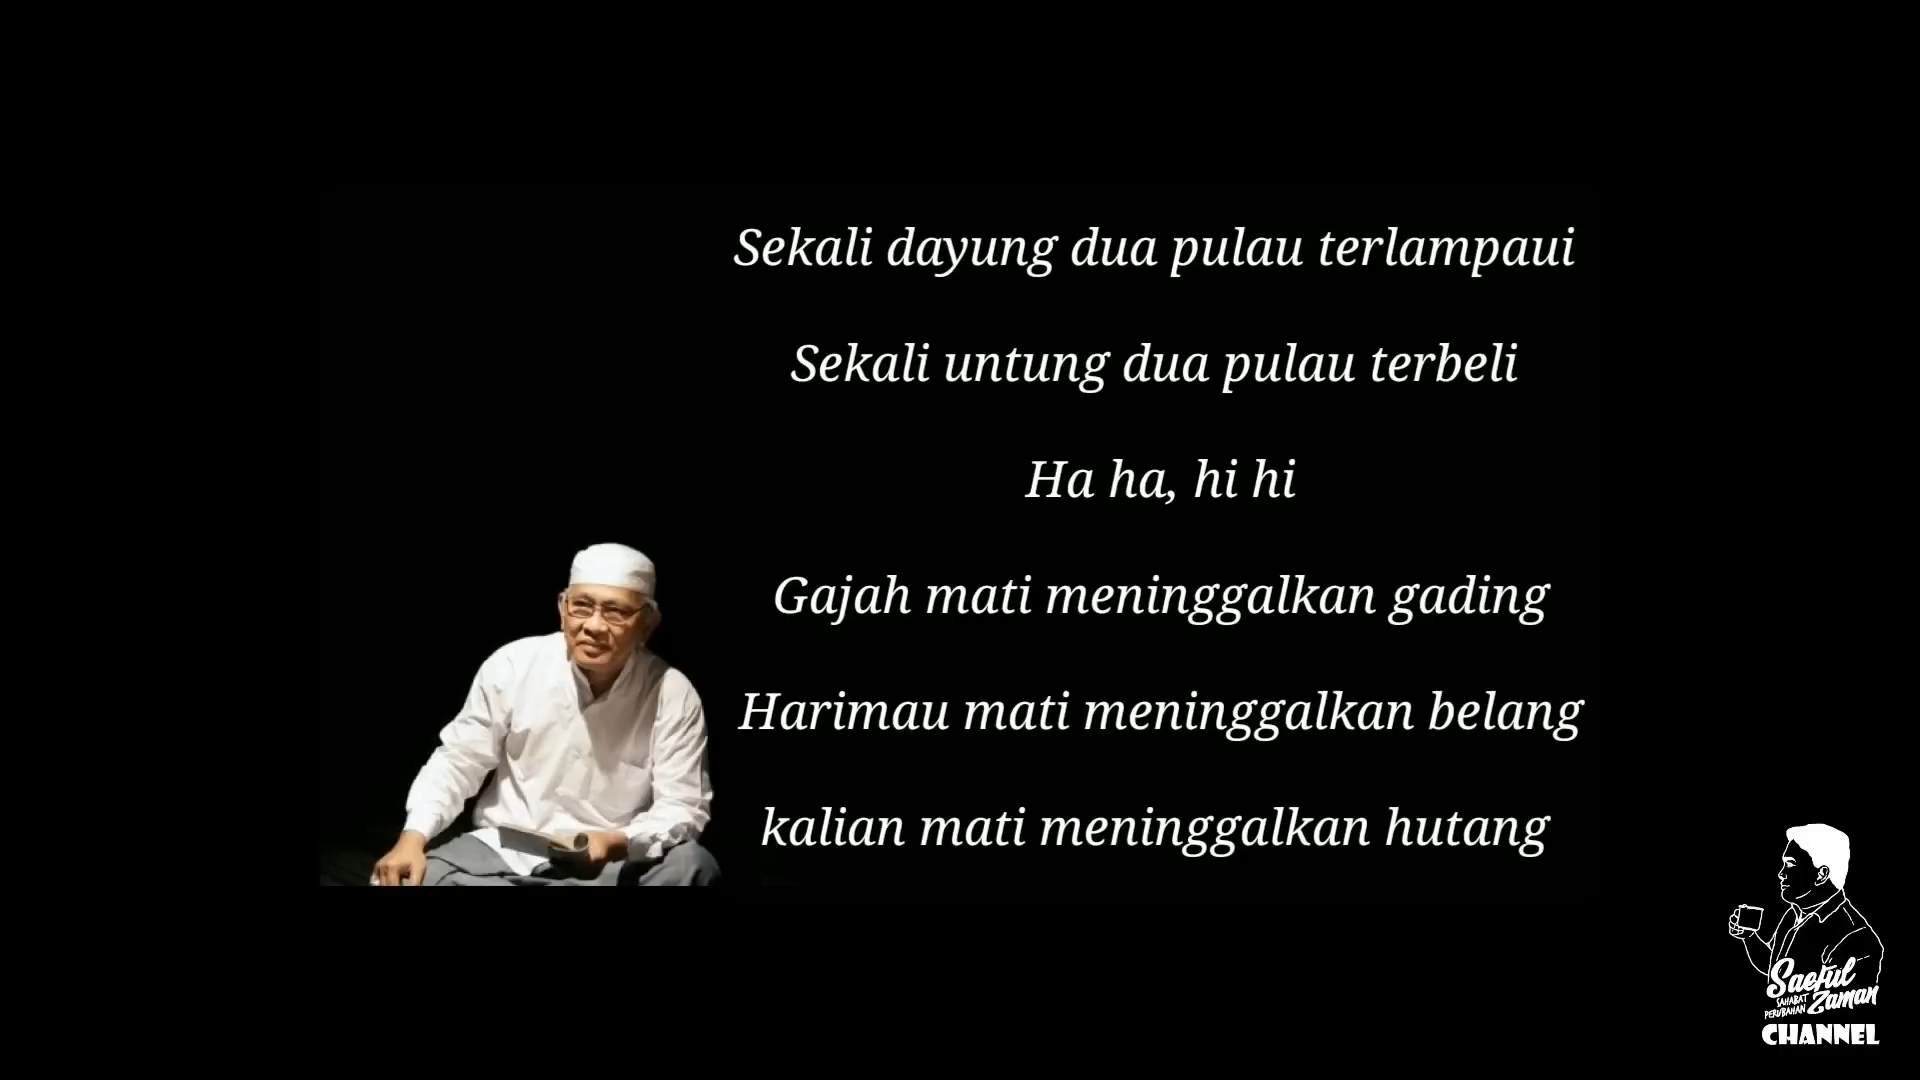 Sekali dayung dua pulau terlampaui
Sekali untung dua pulau terbeli
Ha ha, hi hi
Gajah mati meninggalkan gading
Harimau mati meninggalkan belang
kalian mati meninggalkan hutang
Saeful
SAHABAT
PERUBAHAN
Zaman
CHANNEL